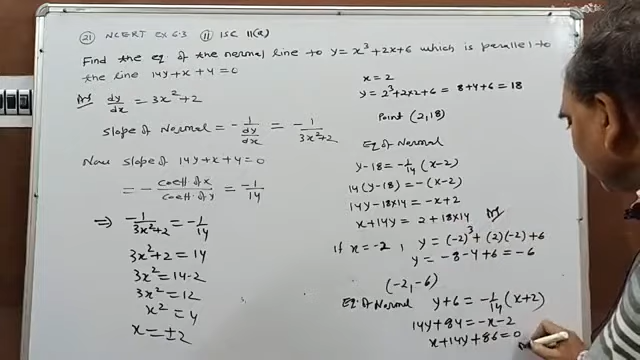 (21) NCERT EX 6.3 (11) ISC 11(a)
Find the eq of the normal line to y = x³ + 2x + 6 which is parallel to
the line 14y + x + 4 = 0
Ans dy/dx = 3x² + 2
slope of Normal = -1/(dy/dx) = -1/(3x²+2)
Now slope of 14y + x + 4 = 0
= - coeff. of x / coeff. of y = -1/14
⇒ -1/(3x²+2) = -1/14
3x² + 2 = 14
3x² = 14 - 2
3x² = 12
x² = 4
x = ±2
x = 2
y = 2³ + 2×2 + 6 = 8 + 4 + 6 = 18
Point (2, 18)
Eq of Normal
y - 18 = -1/14 (x - 2)
14(y - 18) = -(x - 2)
14y - 18×14 = -x + 2
x + 14y = 2 + 18×14 Ans
if x = -2, y = (-2)³ + (2)(-2) + 6
y = -8 - 4 + 6 = -6
(-2, -6)
Eq. of Normal y + 6 = -1/14 (x + 2)
14y + 84 = -x - 2
x + 14y + 86 = 0